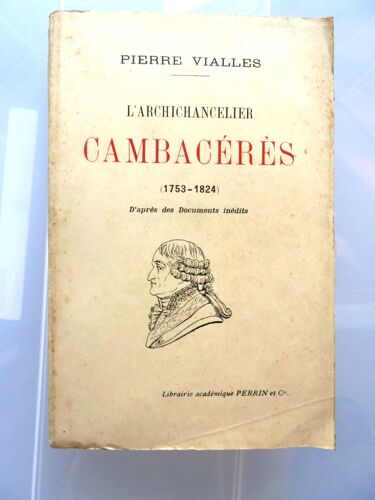 PIERRE VIALLES
L'ARCHICHANCELIER
CAMBACÉRÈS
(1753-1824)
D'après des Documents inédits
Librairie académique PERRIN et Cie.